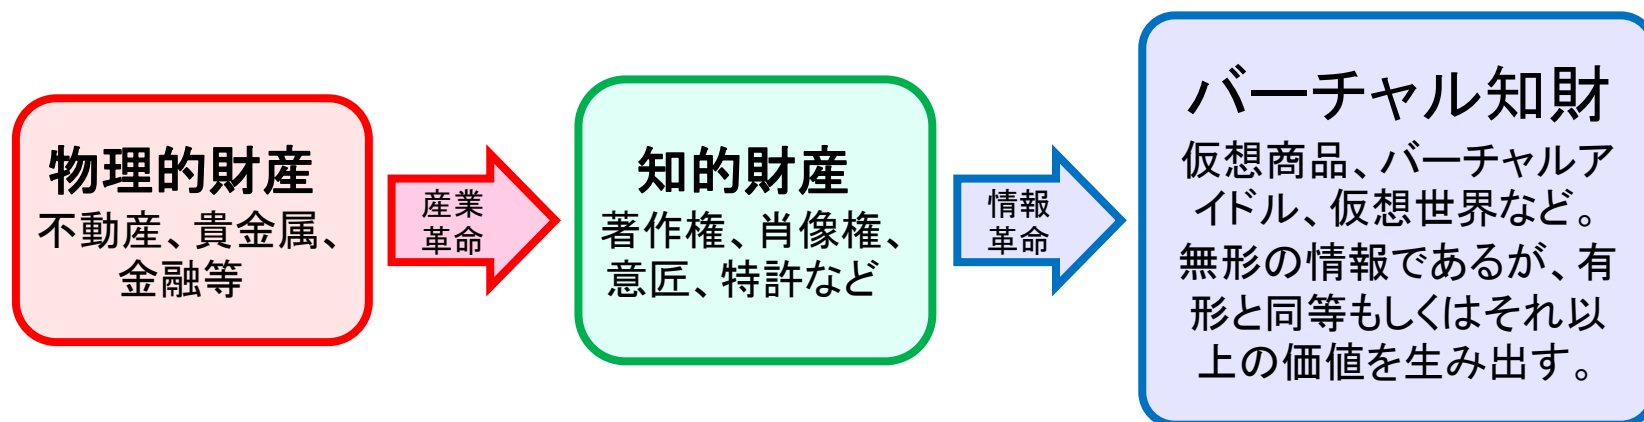 物理的財産
不動産、貴金属、
金融等
産業
革命
知的財産
著作権、肖像権、
意匠、特許など
情報
革命
バーチャル知財
仮想商品、バーチャルア
イドル、仮想世界など。
無形の情報であるが、有
形と同等もしくはそれ以
上の価値を生み出す。